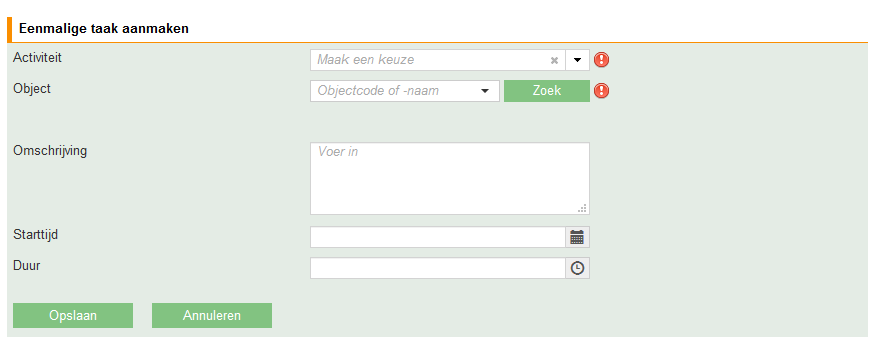 Eenmalige taak aanmaken
Activiteit Maak een keuze
Object Objectcode of -naam Zoek
Omschrijving Voer in
Starttijd
Duur
Opslaan Annuleren